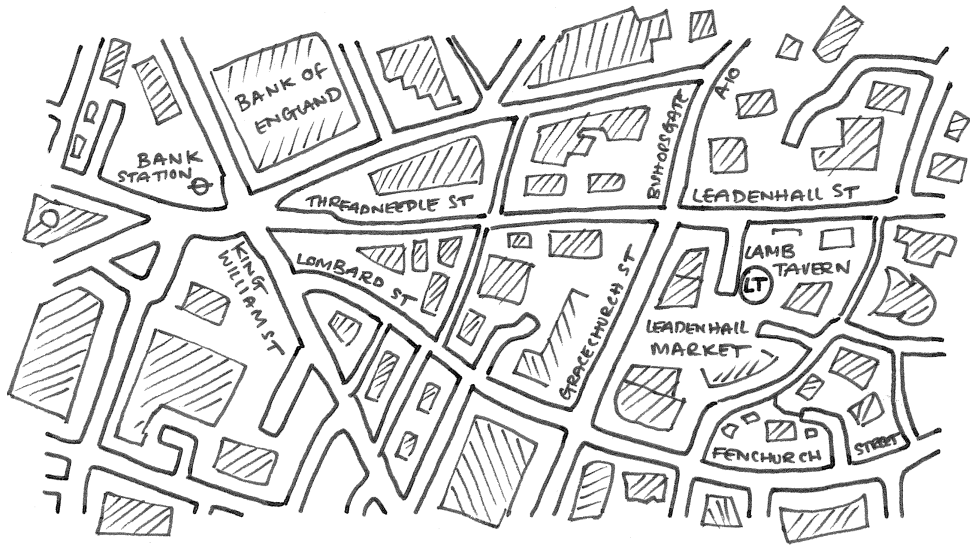 BANK OF
ENGLAND
A10
BISHORSGATE
BANK
STATION
THREADNEEDLE ST
LEADENHALL ST
KING
WILLIAM ST
LOMBARD ST
GRACECHURCH ST
LAMB
TAVERN
LT
LEADENHALL
MARKET
FENCHURCH
STREET